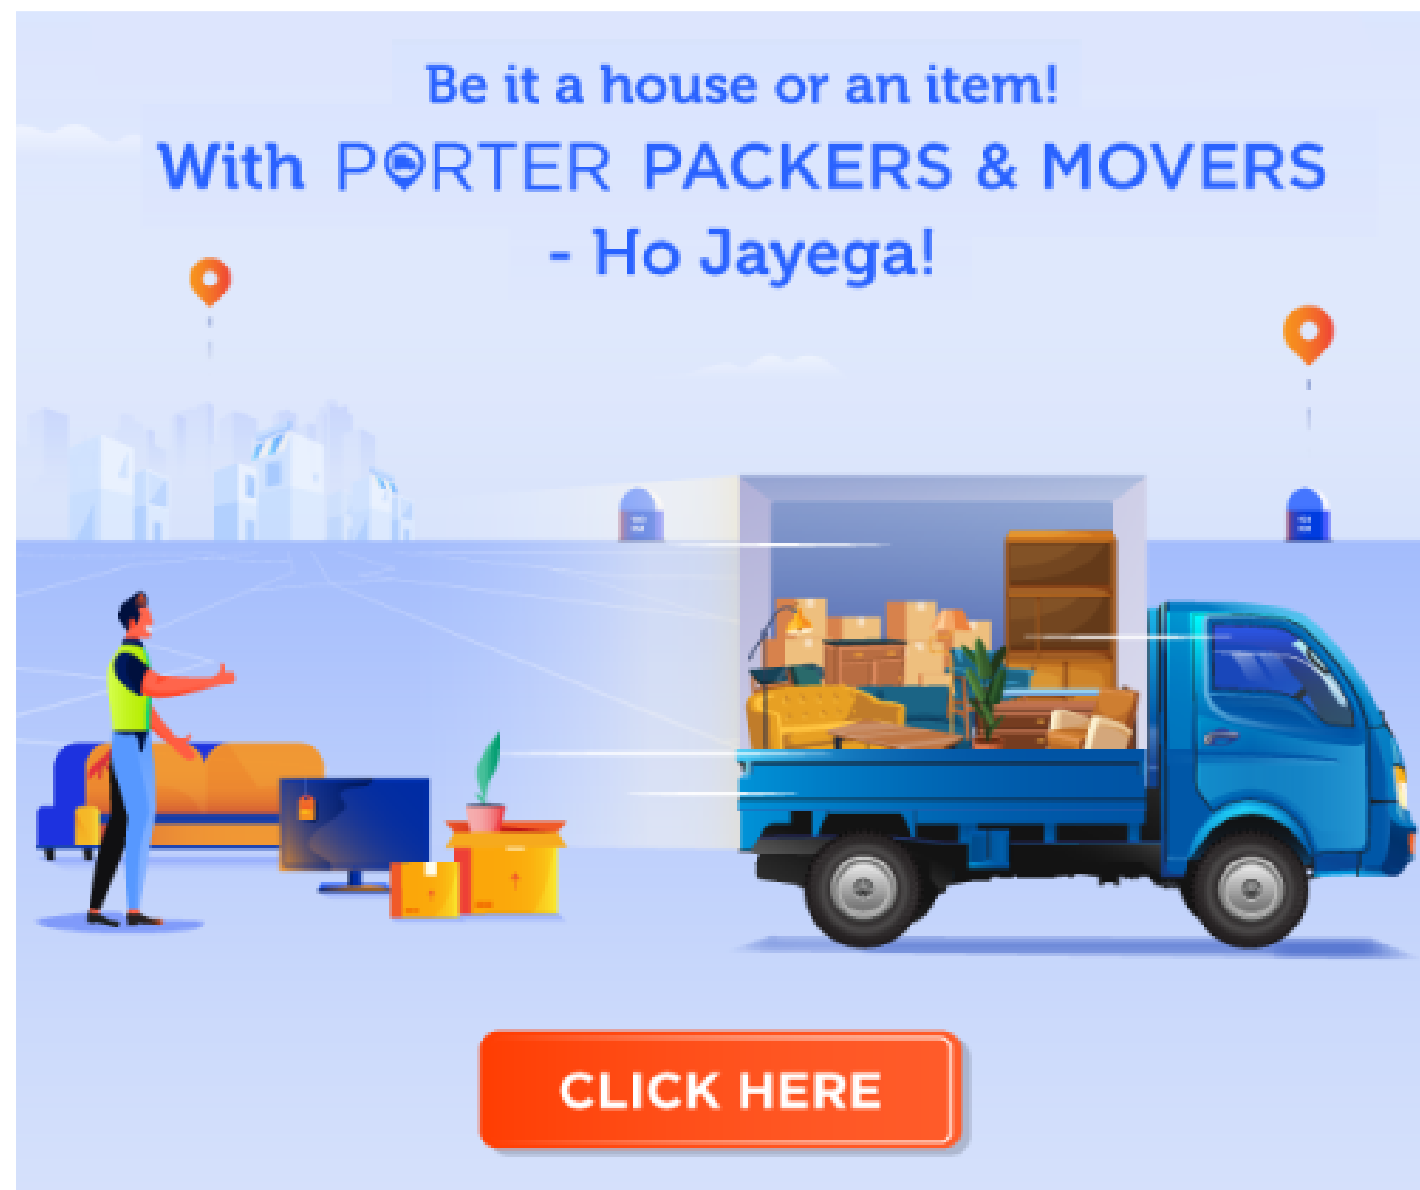 Be it a house or an item!
With PORTER PACKERS & MOVERS
- Ho Jayega!
CLICK HERE